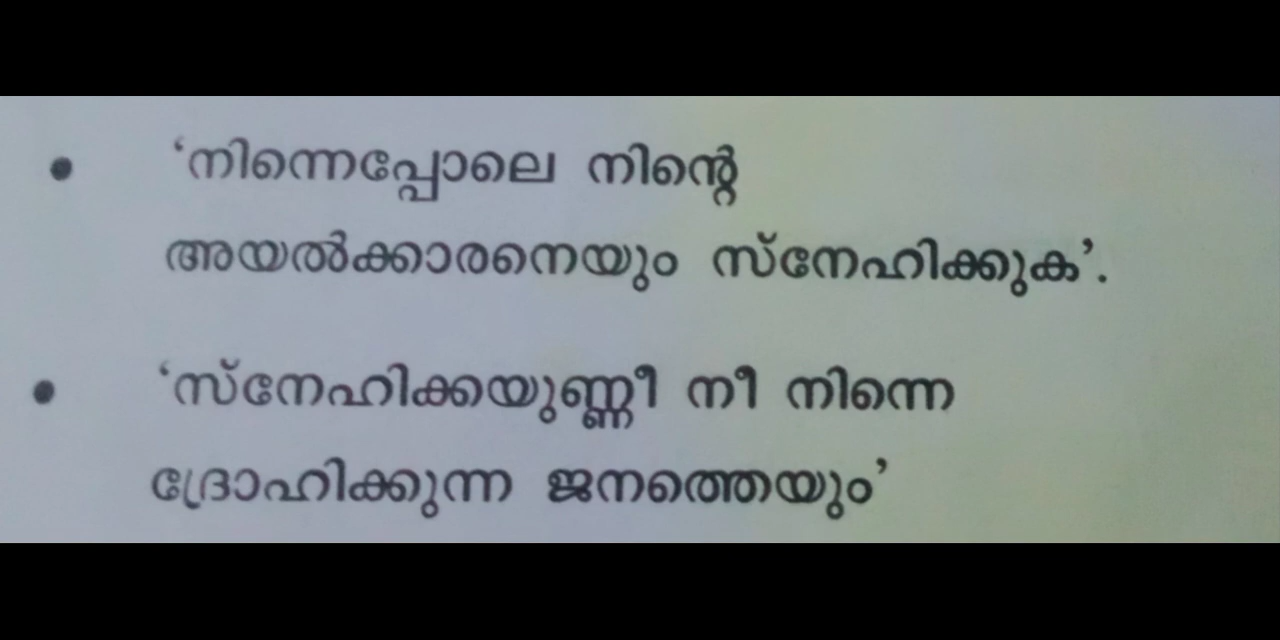 • ‘നിന്നെപ്പോലെ നിന്റെ
അയൽക്കാരനെയും സ്നേഹിക്കുക’.
• ‘സ്നേഹിക്കയുണ്ണീ നീ നിന്നെ
ദ്രോഹിക്കുന്ന ജനത്തെയും’